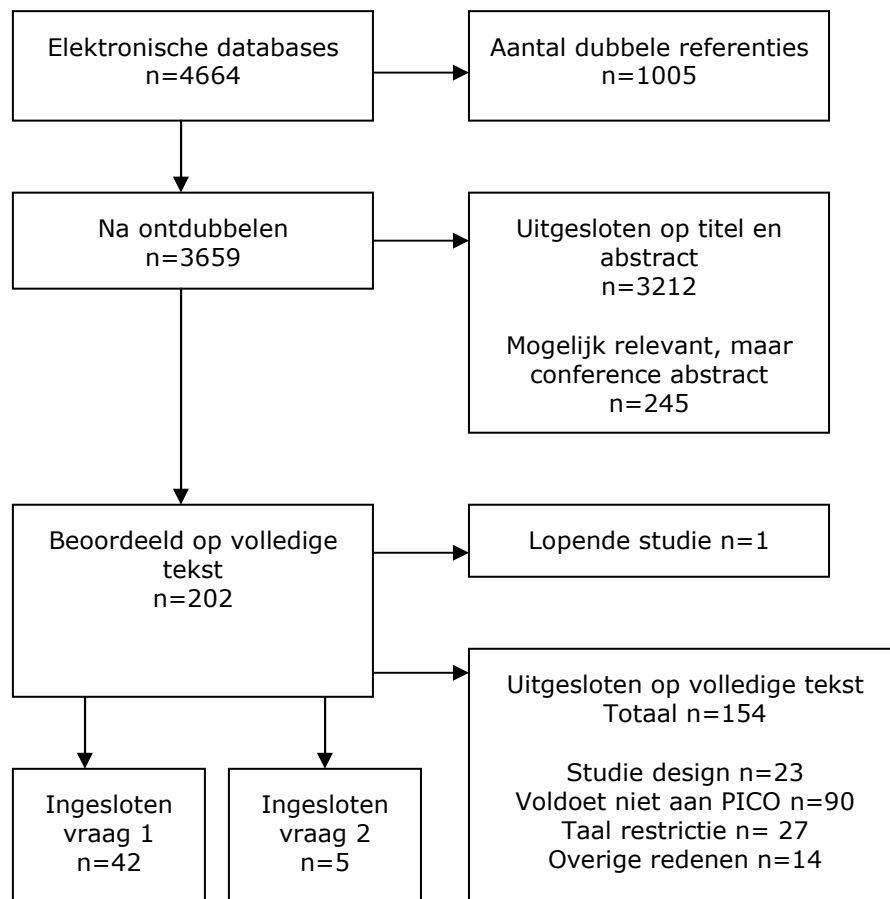 Elektronische databases
n=4664
Aantal dubbele referenties
n=1005
Na ontdubbelen
n=3659
Uitgesloten op titel en
abstract
n=3212
Mogelijk relevant, maar
conference abstract
n=245
Beoordeeld op volledige
tekst
n=202
Lopende studie n=1
Uitgesloten op volledige tekst
Totaal n=154
Studie design n=23
Voldoet niet aan PICO n=90
Taal restrictie n= 27
Overige redenen n=14
Ingesloten
vraag 1
n=42
Ingesloten
vraag 2
n=5